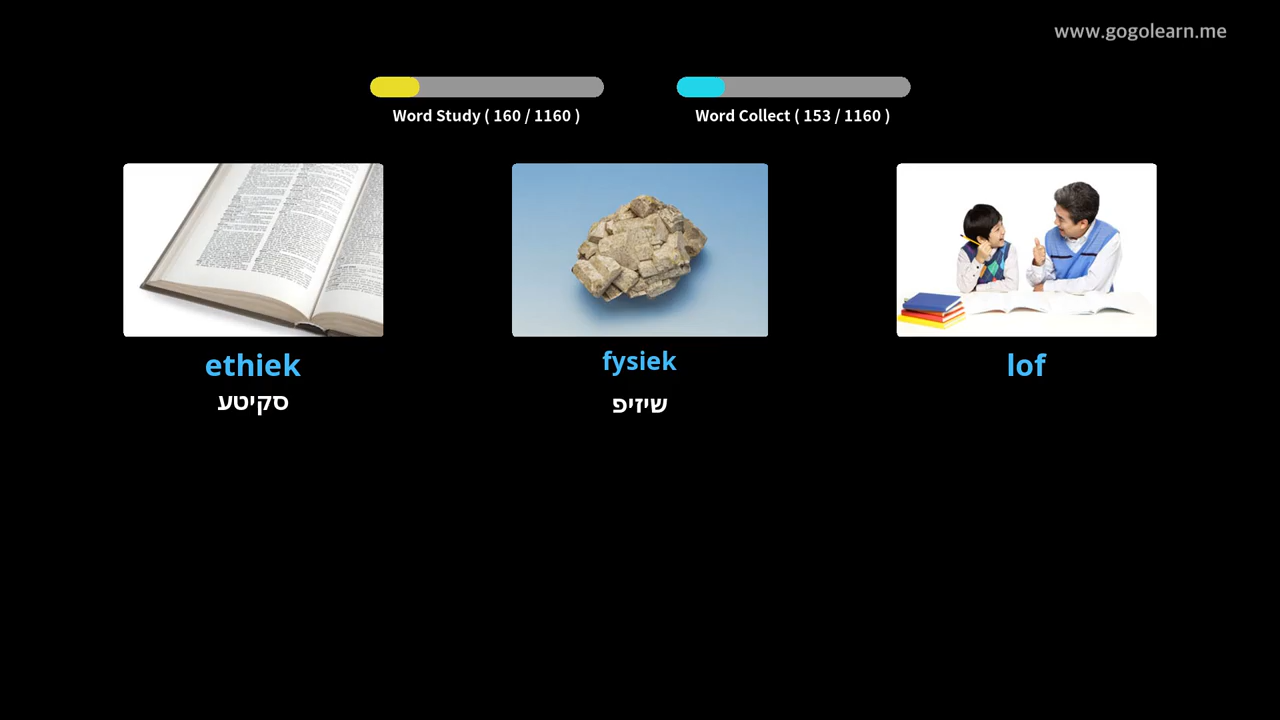 www.gogolearn.me
Word Study ( 160 / 1160 )
Word Collect ( 153 / 1160 )
ethiek
סקיטע
fysiek
שיזיפ
lof